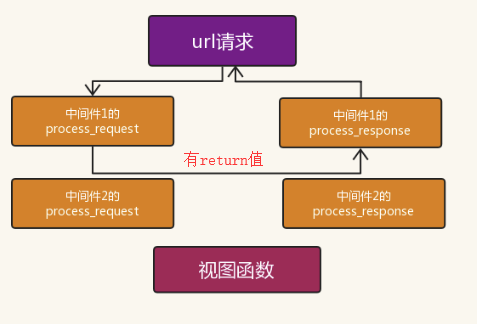 url请求
中间件1的
process_request
中间件1的
process_response
有return值
中间件2的
process_request
中间件2的
process_response
视图函数